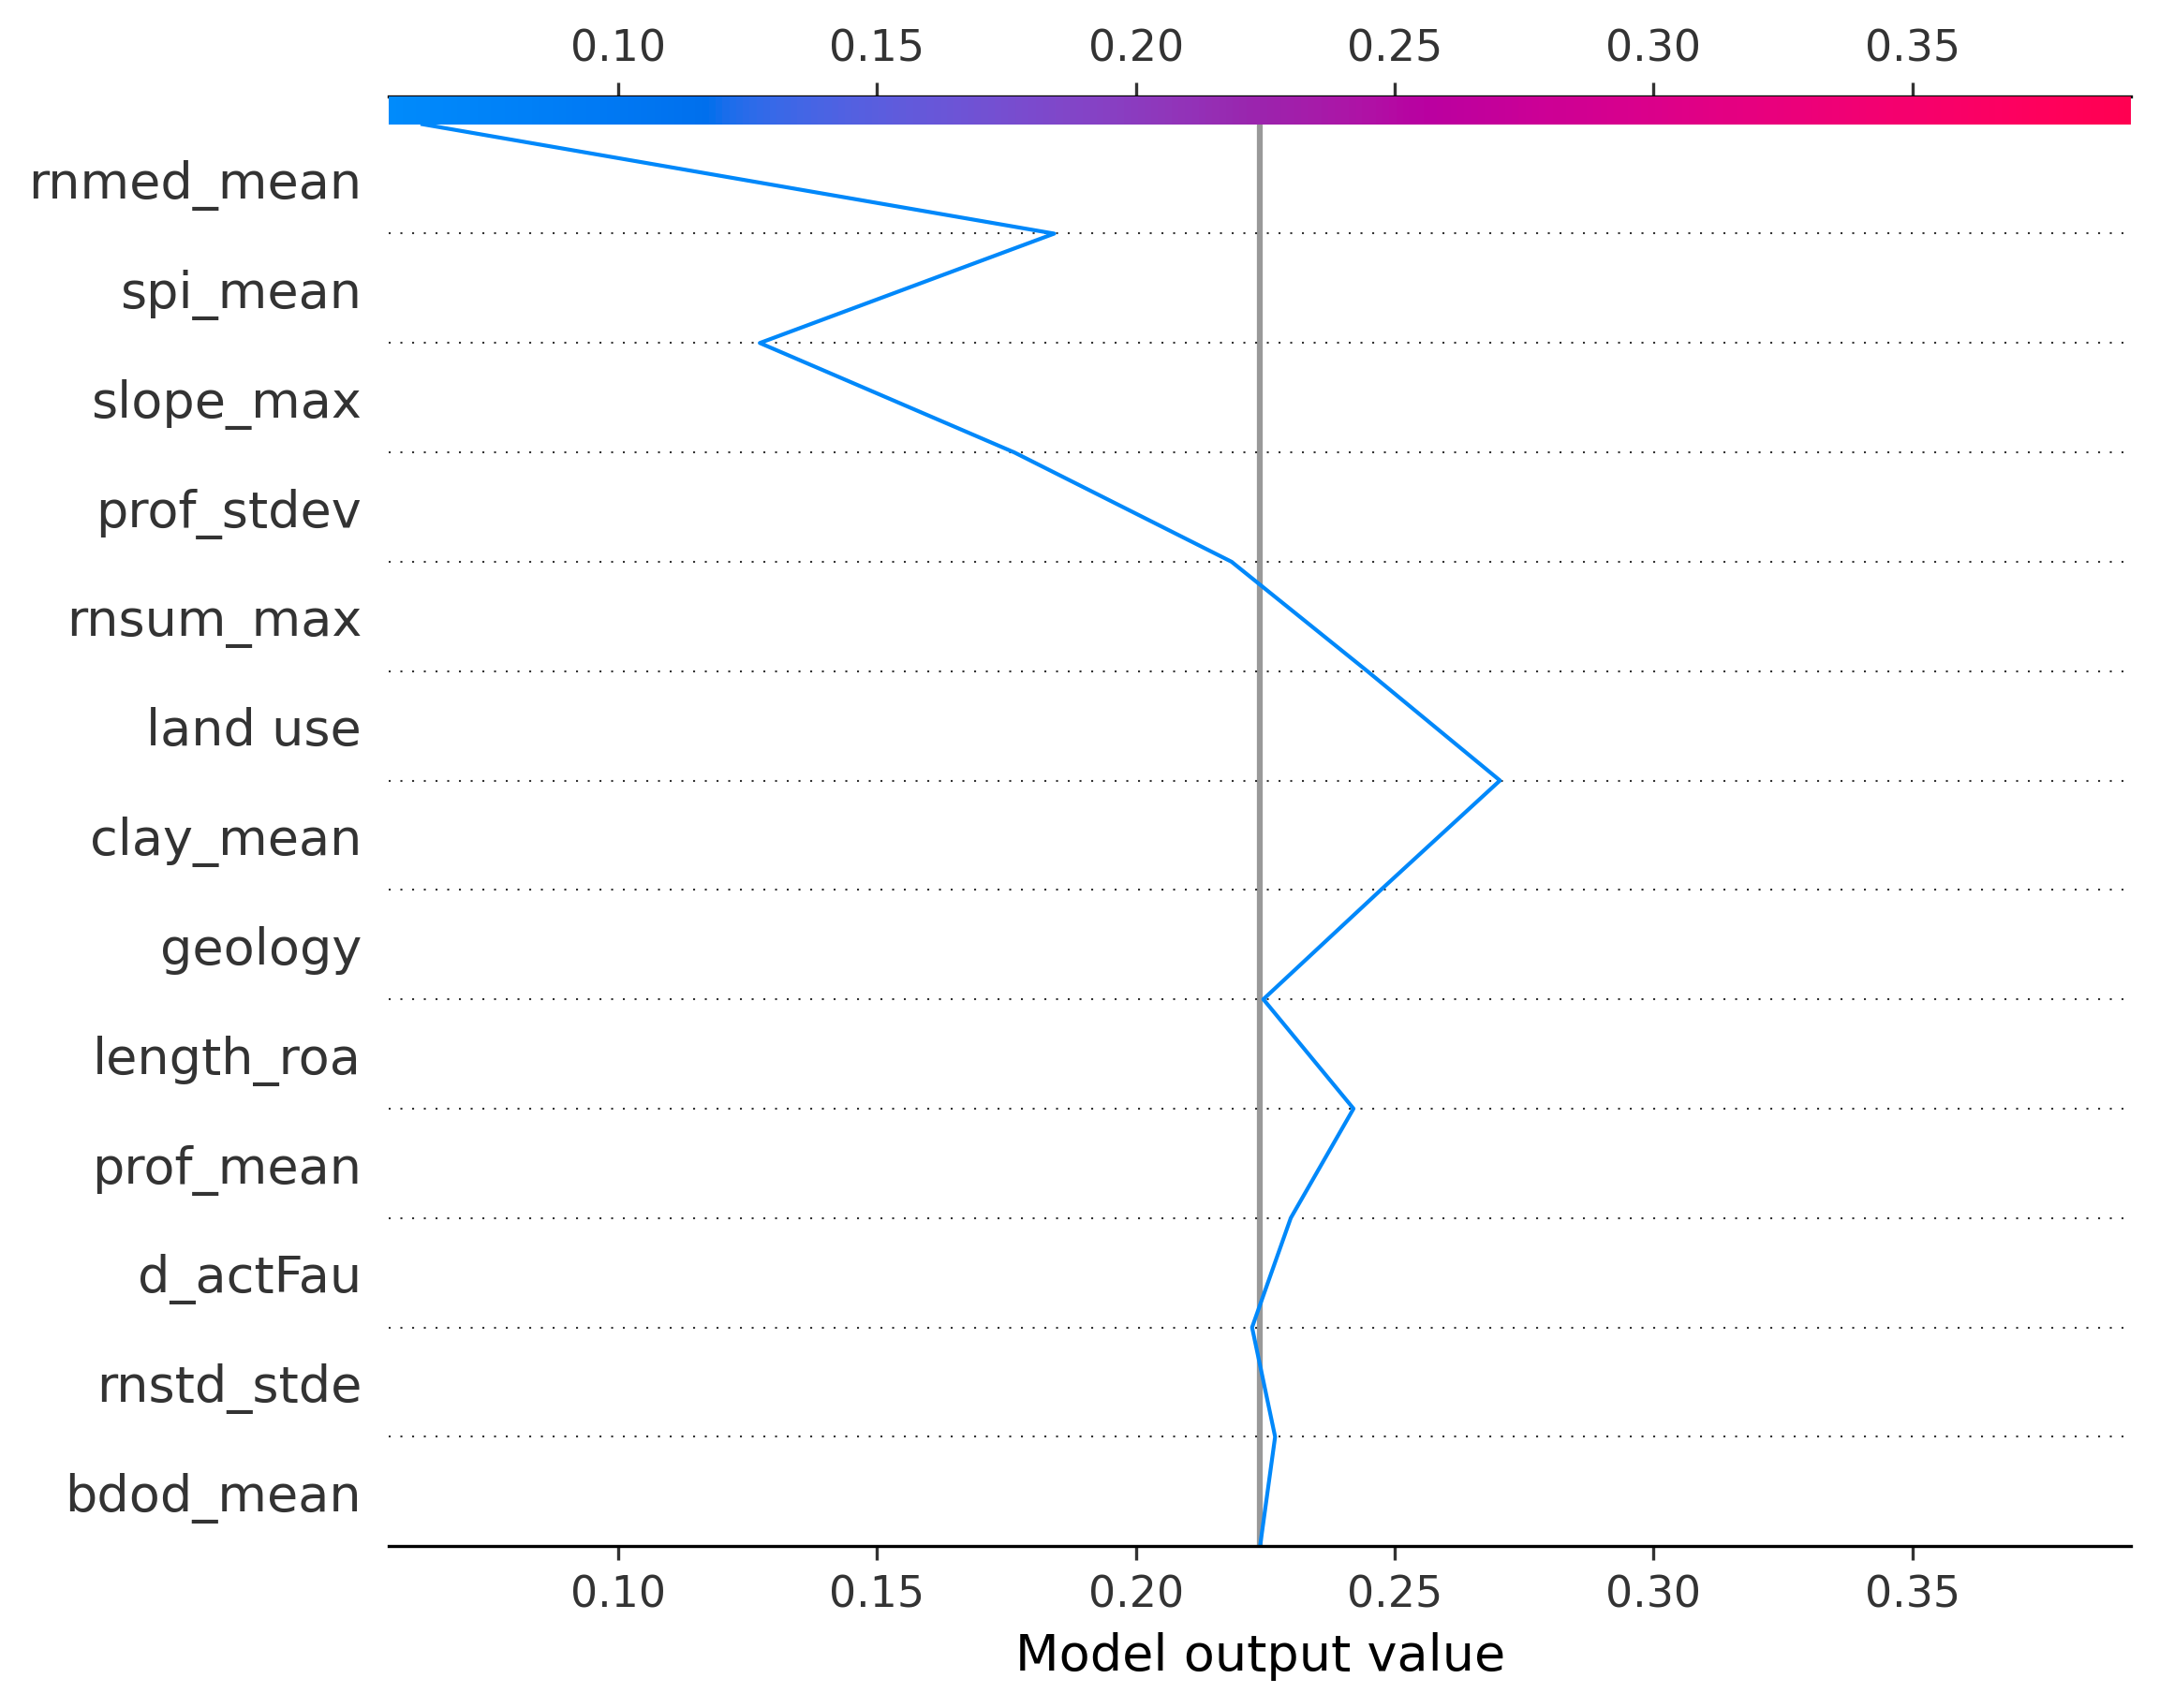 0.10 0.15 0.20 0.25 0.30 0.35
rnmed_mean
spi_mean
slope_max
prof_stdev
rnsum_max
land use
clay_mean
geology
length_roa
prof_mean
d_actFau
rnstd_stde
bdod_mean
0.10 0.15 0.20 0.25 0.30 0.35
Model output value